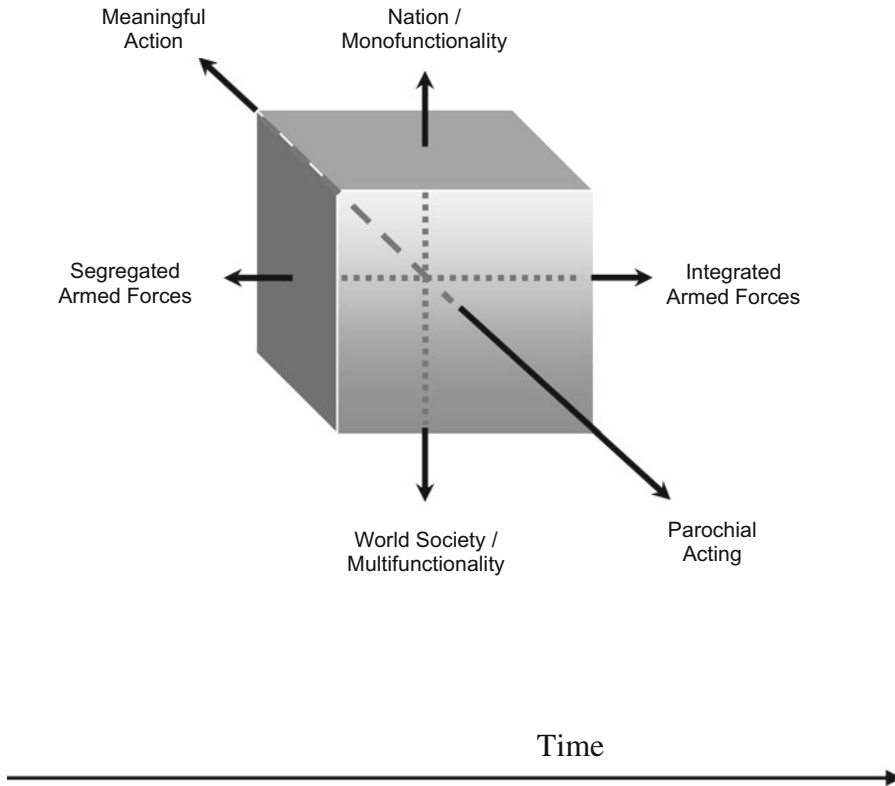 Meaningful
Action
Nation /
Monofunctionality
Segregated
Armed Forces
Integrated
Armed Forces
World Society /
Multifunctionality
Parochial
Acting
Time